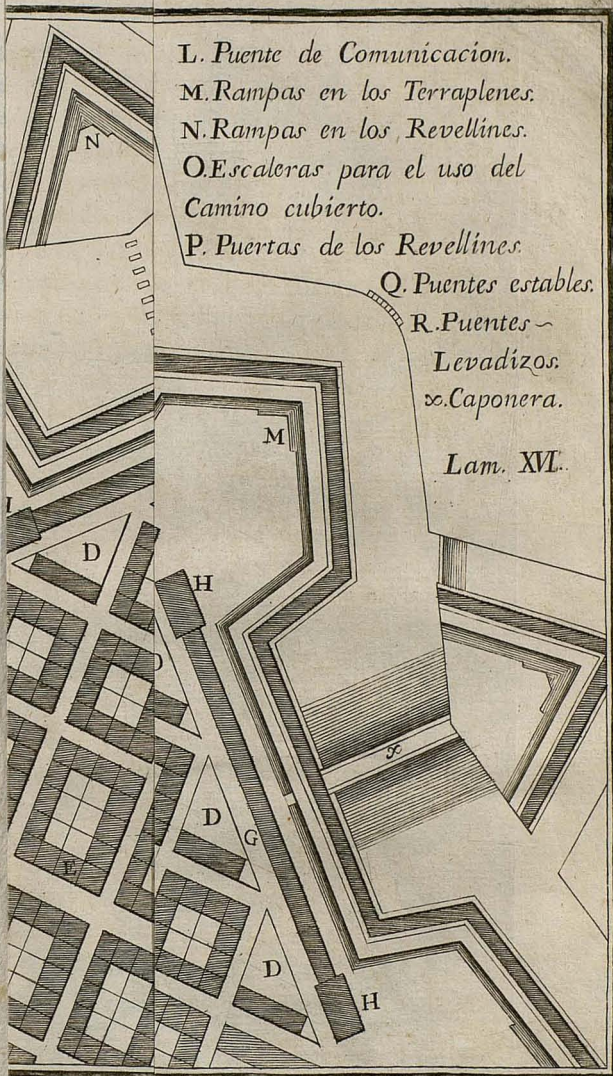 L. Puente de Comunicacion.
M. Rampas en los Terraplenes.
N. Rampas en los Revellines.
O. Escaleras para el uso del
Camino cubierto.
P. Puertas de los Revellines.
Q. Puentes estables.
R. Puentes~
Levadizos.
∞. Caponera.
Lam. XVI.
N
M
D
H
D
G
E
D
H
∞